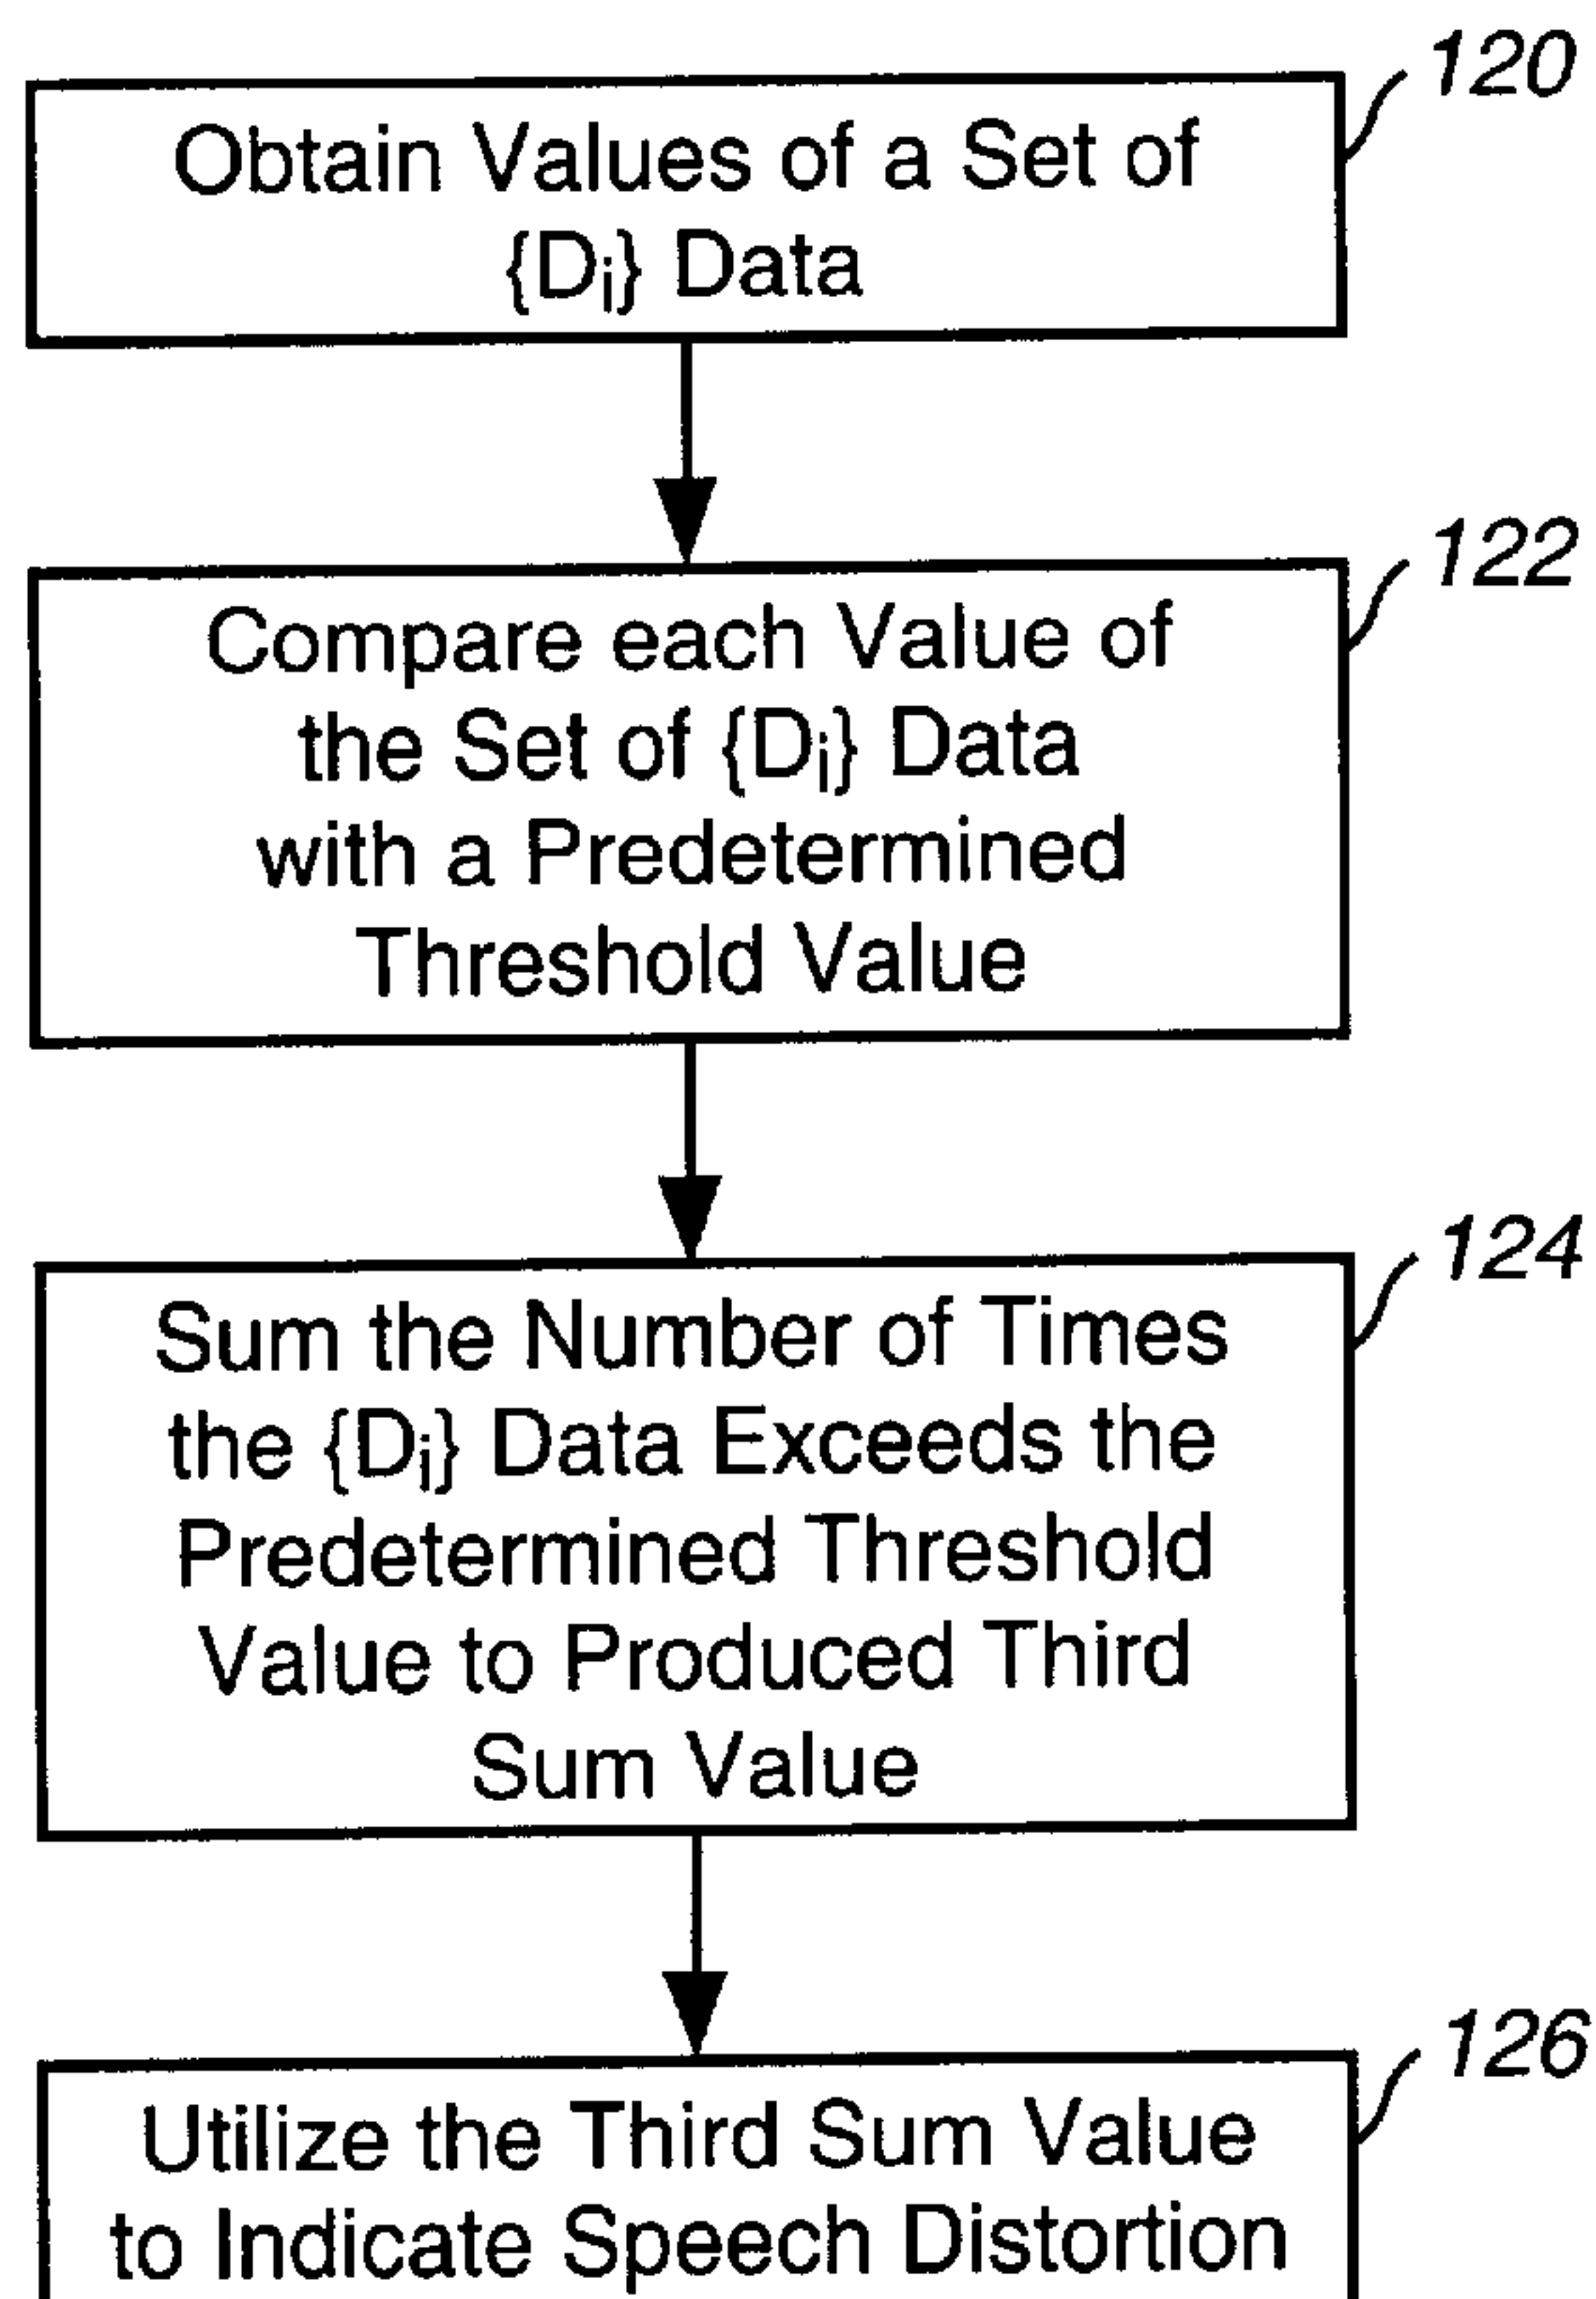 120
Obtain Values of a Set of
{Di} Data
122
Compare each Value of
the Set of {Di} Data
with a Predetermined
Threshold Value
124
Sum the Number of Times
the {Di} Data Exceeds the
Predetermined Threshold
Value to Produced Third
Sum Value
126
Utilize the Third Sum Value
to Indicate Speech Distortion